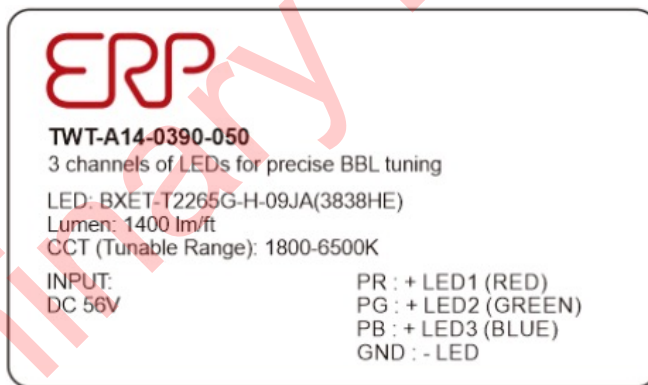 ERP
TWT-A14-0390-050
3 channels of LEDs for precise BBL tuning
LED: BXET-T2265G-H-09JA(3838HE)
Lumen: 1400 lm/ft
CCT (Tunable Range): 1800-6500K
INPUT:
DC 56V
PR : + LED1 (RED)
PG : + LED2 (GREEN)
PB : + LED3 (BLUE)
GND : - LED